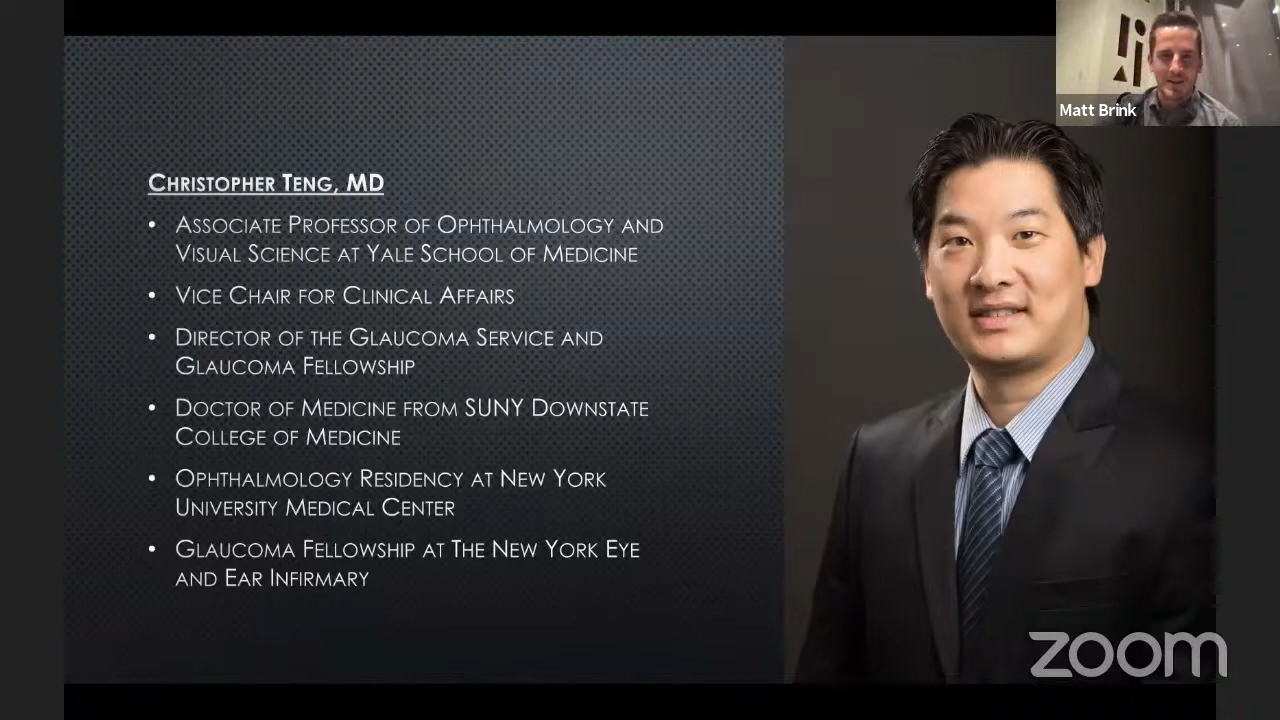 Matt Brink
CHRISTOPHER TENG, MD
• ASSOCIATE PROFESSOR OF OPHTHALMOLOGY AND
VISUAL SCIENCE AT YALE SCHOOL OF MEDICINE
• VICE CHAIR FOR CLINICAL AFFAIRS
• DIRECTOR OF THE GLAUCOMA SERVICE AND
GLAUCOMA FELLOWSHIP
• DOCTOR OF MEDICINE FROM SUNY DOWNSTATE
COLLEGE OF MEDICINE
• OPHTHALMOLOGY RESIDENCY AT NEW YORK
UNIVERSITY MEDICAL CENTER
• GLAUCOMA FELLOWSHIP AT THE NEW YORK EYE
AND EAR INFIRMARY
zoom